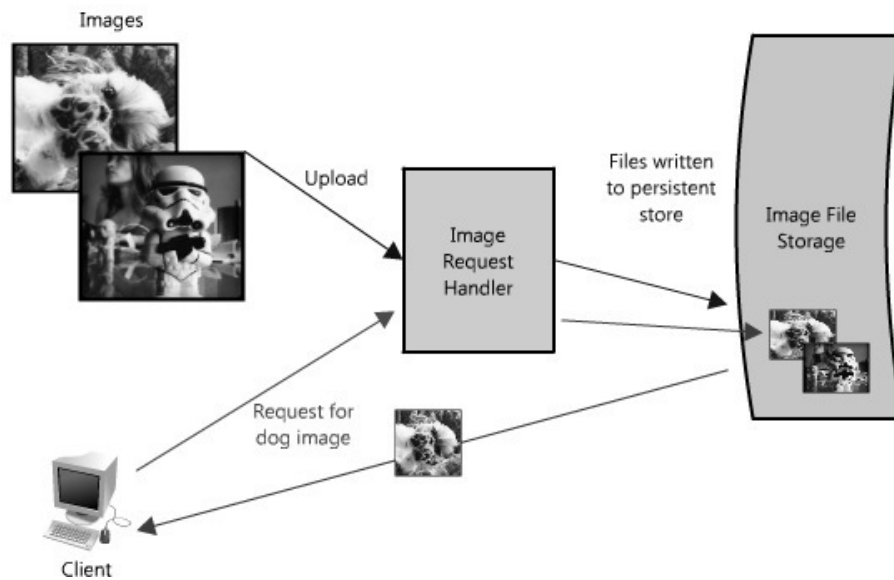 Images
Upload
Image
Request
Handler
Files written
to persistent
store
Image File
Storage
Request for
dog image
Client